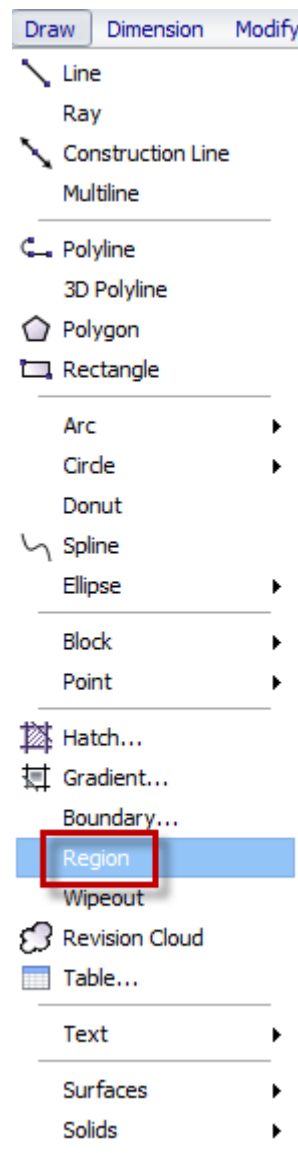 Draw Dimension Modify
Line
Ray
Construction Line
Multiline
Polyline
3D Polyline
Polygon
Rectangle
Arc
Circle
Donut
Spline
Ellipse
Block
Point
Hatch...
Gradient...
Boundary...
Region
Wipeout
Revision Cloud
Table...
Text
Surfaces
Solids